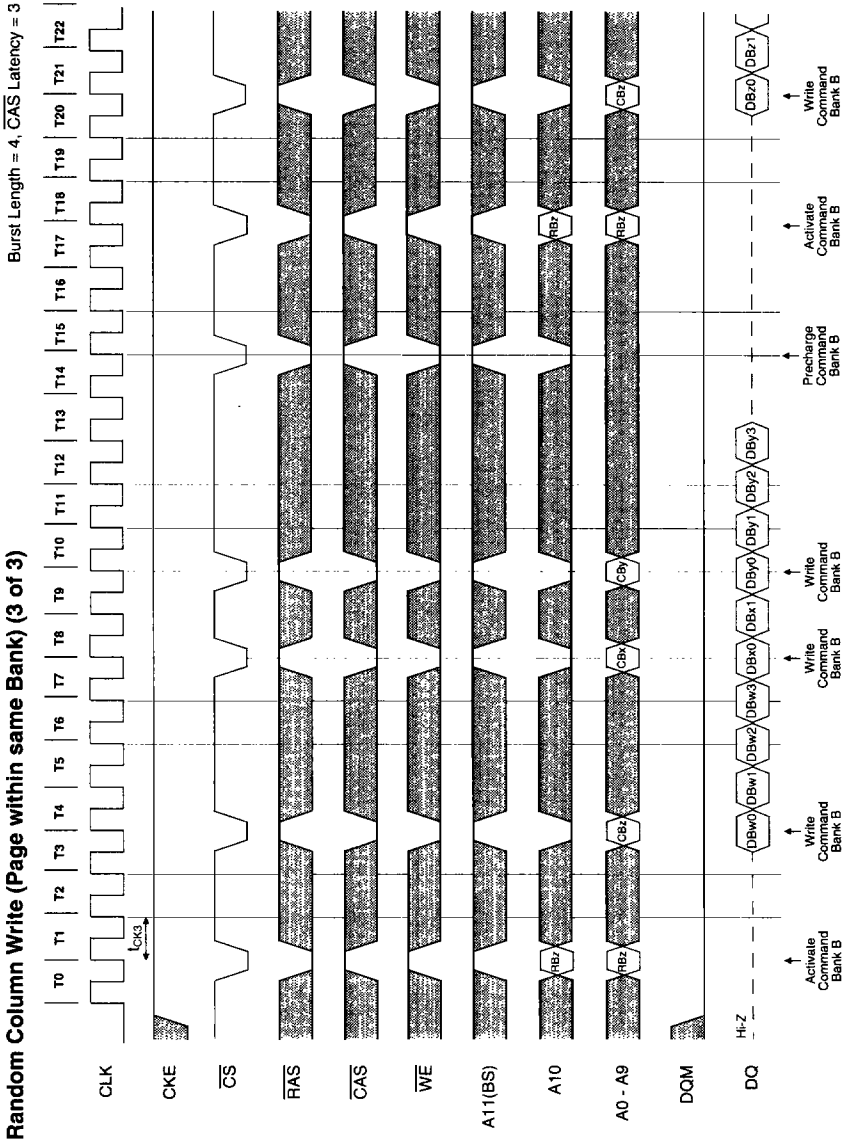 Random Column Write (Page within same Bank) (3 of 3)
Burst Length = 4, CAS Latency = 3
T0 T1 T2 T3 T4 T5 T6 T7 T8 T9 T10 T11 T12 T13 T14 T15 T16 T17 T18 T19 T20 T21 T22
CLK
tCK3
CKE
CS
RAS
CAS
WE
A11(BS)
A10
RBz RBz
A0 - A9
RBz CBz CBx CBy RBz CBz
DQM
DQ
Hi-Z
DBw0 DBw1 DBw2 DBw3 DBx0 DBx1 DBy0 DBy1 DBy2 DBy3 DBz0 DBz1
Activate
Command
Bank B
Write
Command
Bank B
Write
Command
Bank B
Write
Command
Bank B
Precharge
Command
Bank B
Activate
Command
Bank B
Write
Command
Bank B